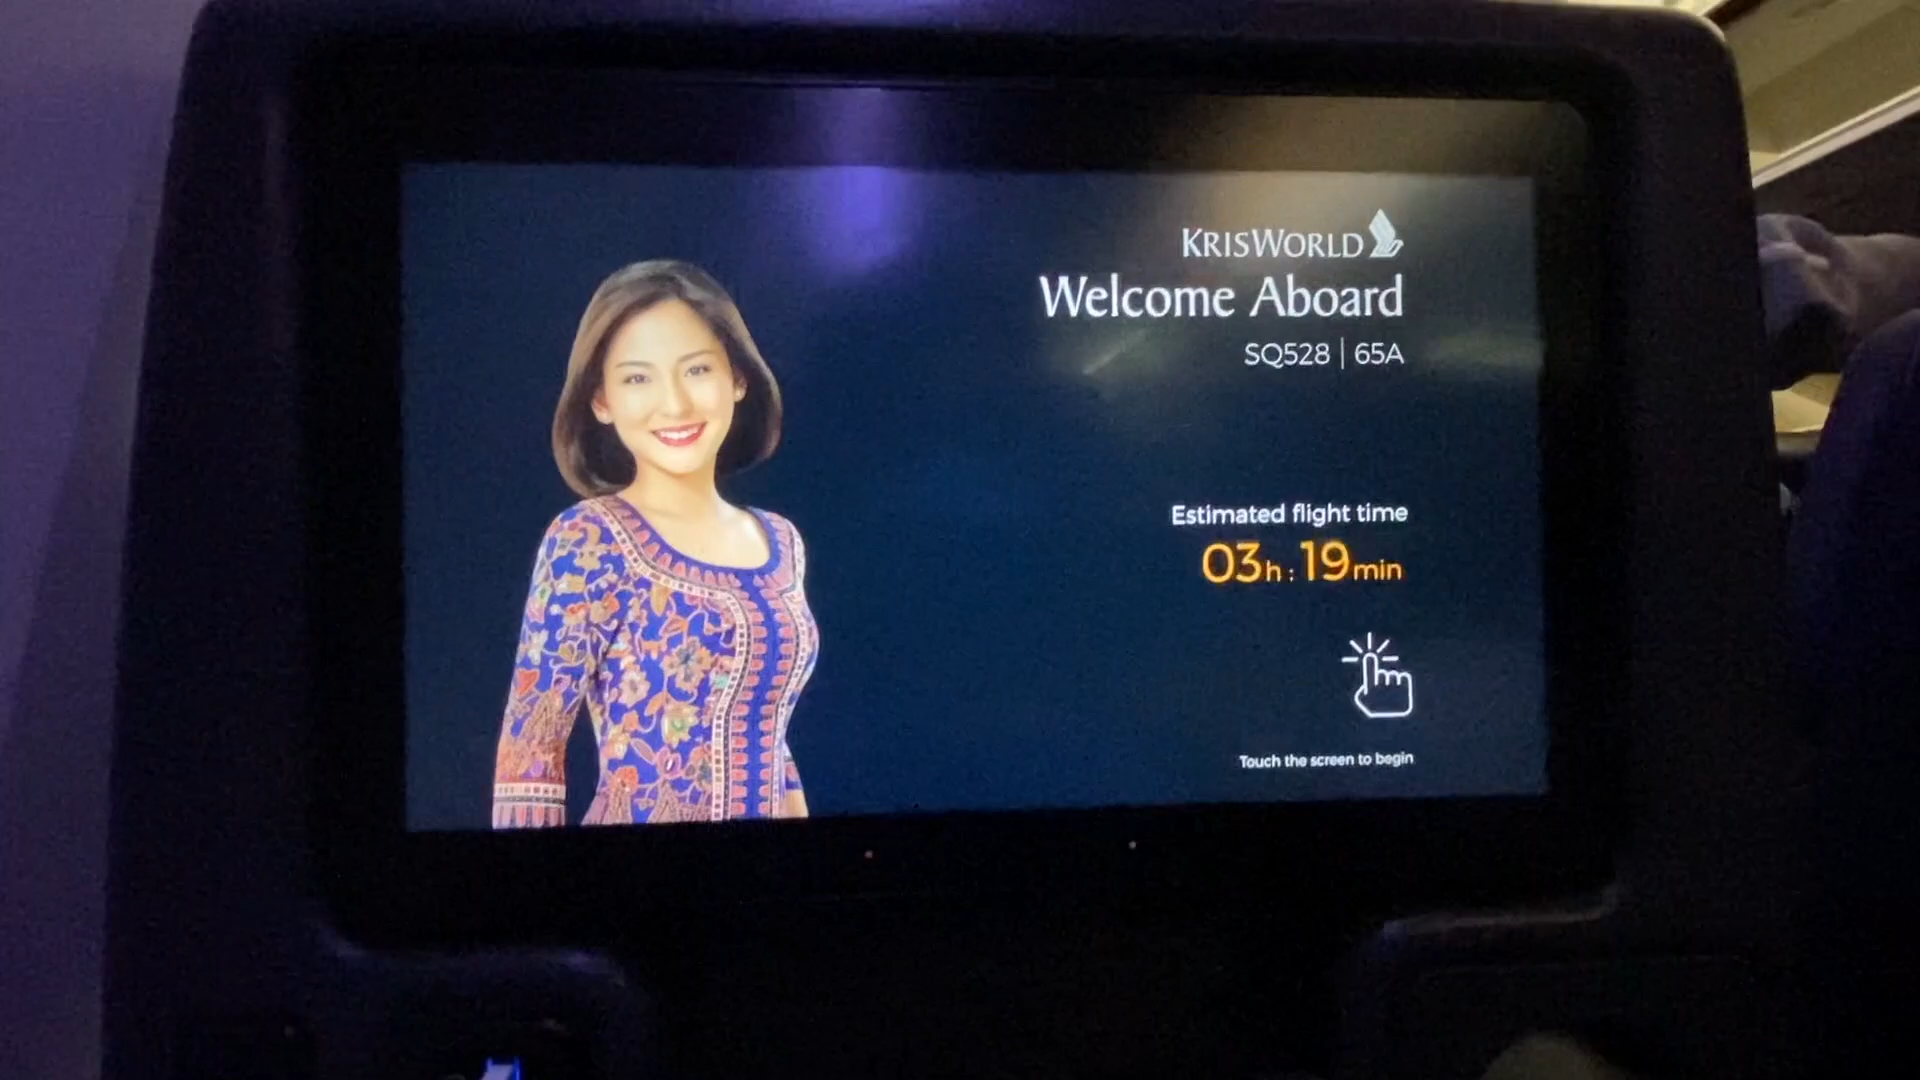 KRISWORLD
Welcome Aboard
SQ528 | 65A
Estimated flight time
03h : 19min
Touch the screen to begin